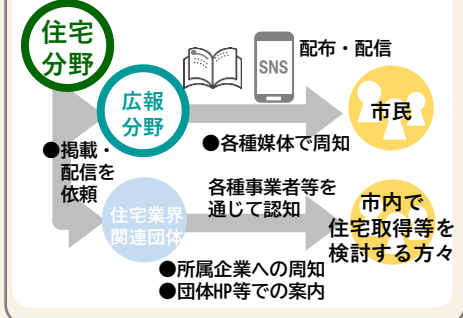 住宅
分野
SNS
配布・配信
広報
分野
市民
●各種媒体で周知
●掲載・
配信を
依頼
各種事業者等を
通じて認知
住宅業界
関連団体
市内で
住宅取得等を
検討する方々
●所属企業への周知
●団体HP等での案内